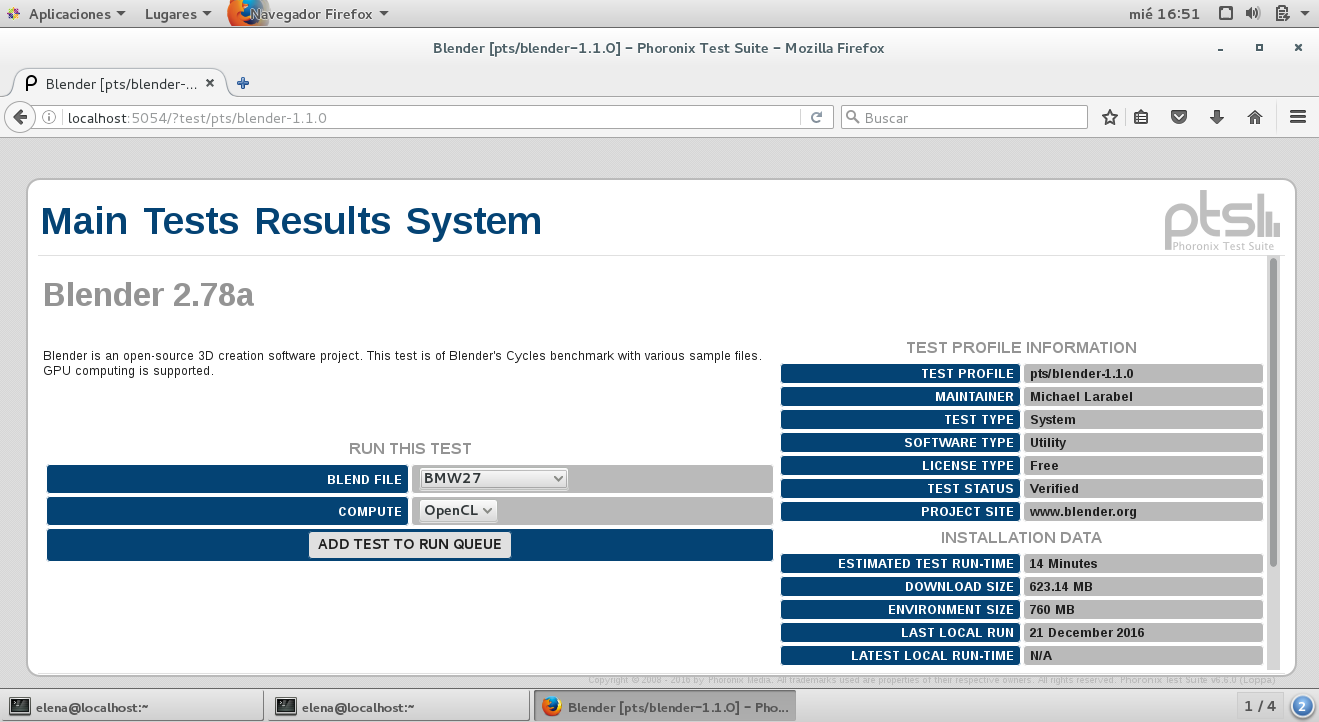 Aplicaciones Lugares Navegador Firefox mié 16:51
Blender [pts/blender-1.1.0] - Phoronix Test Suite - Mozilla Firefox
Blender [pts/blender-...
localhost:5054/?test/pts/blender-1.1.0 Buscar
Main Tests Results System
pts
Phoronix Test Suite
Blender 2.78a
Blender is an open-source 3D creation software project. This test is of Blender's Cycles benchmark with various sample files.
GPU computing is supported.
RUN THIS TEST
BLEND FILE BMW27
COMPUTE OpenCL
ADD TEST TO RUN QUEUE
TEST PROFILE INFORMATION
TEST PROFILE pts/blender-1.1.0
MAINTAINER Michael Larabel
TEST TYPE System
SOFTWARE TYPE Utility
LICENSE TYPE Free
TEST STATUS Verified
PROJECT SITE www.blender.org
INSTALLATION DATA
ESTIMATED TEST RUN-TIME 14 Minutes
DOWNLOAD SIZE 623.14 MB
ENVIRONMENT SIZE 760 MB
LAST LOCAL RUN 21 December 2016
LATEST LOCAL RUN-TIME N/A
Copyright © 2008 - 2016 by Phoronix Media. All trademarks used are properties of their respective owners. All rights reserved. Phoronix Test Suite v6.6.0 (Loppa)
elena@localhost:~ elena@localhost:~ Blender [pts/blender-1.1.0] - Pho... 1 / 4 2